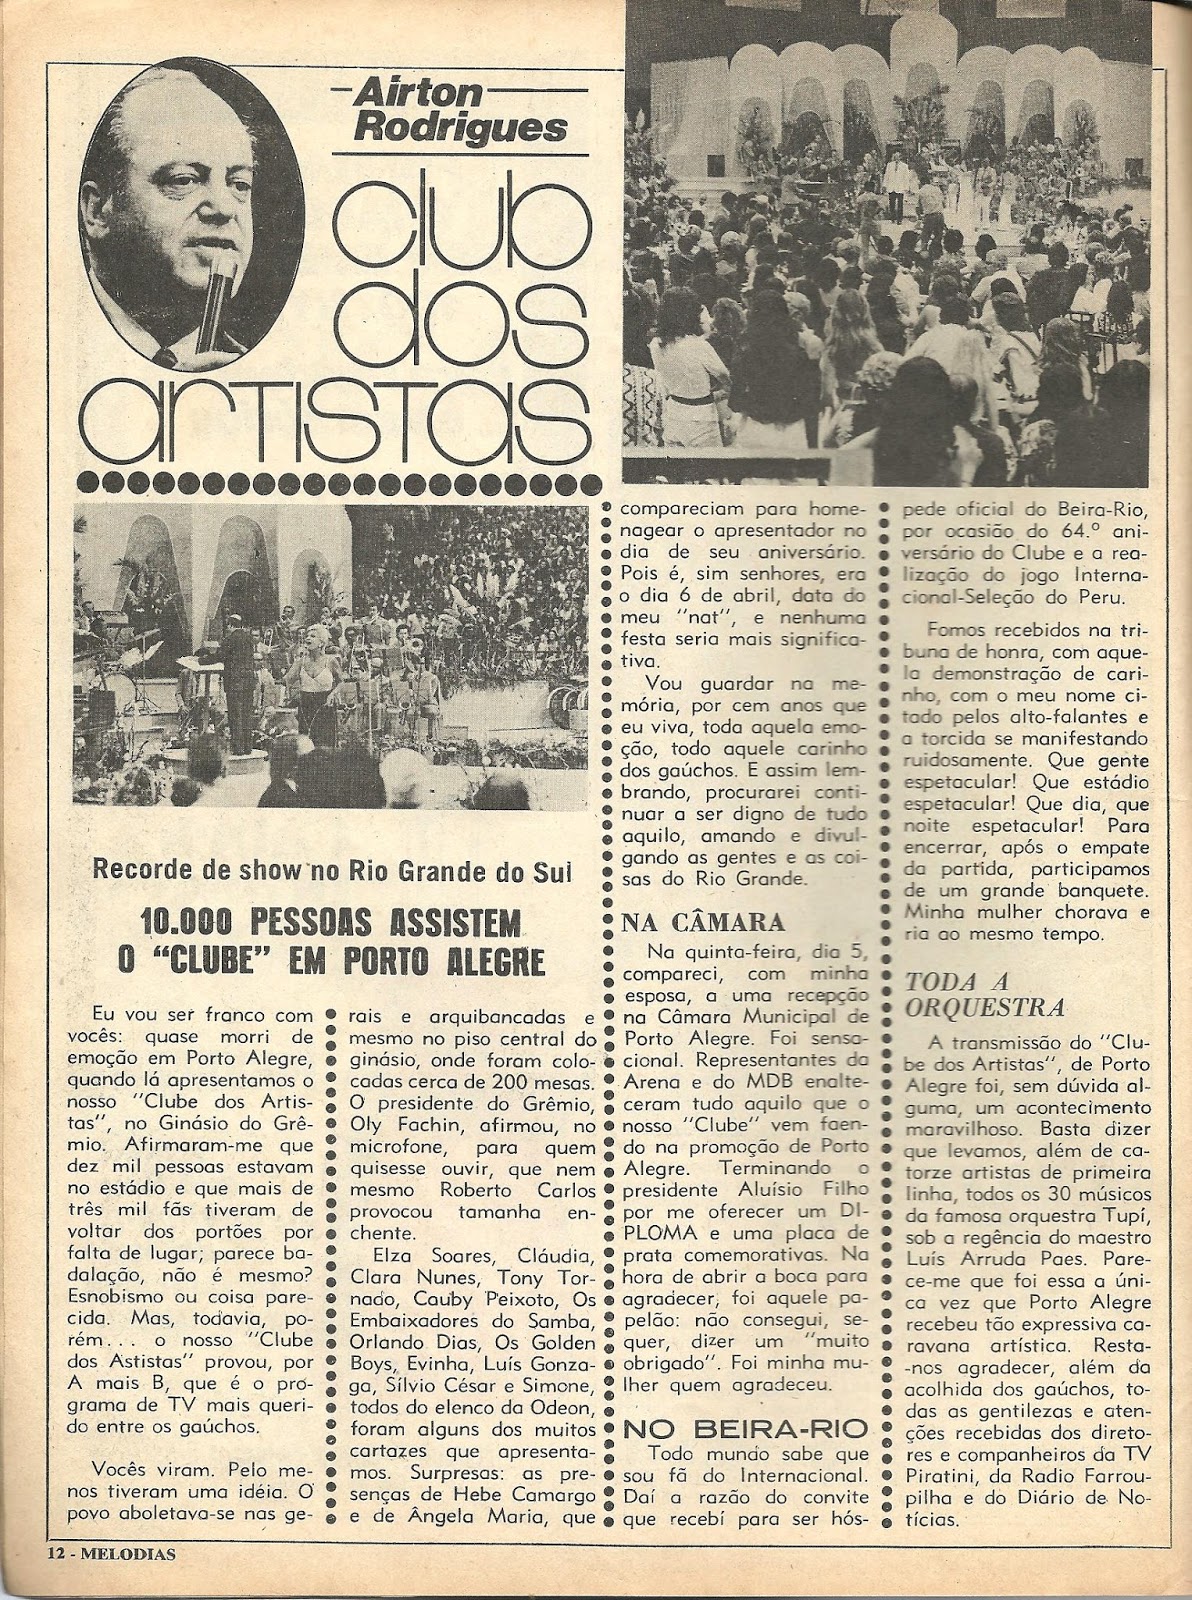 Airton
Rodrigues
club
dos
artistas
Recorde de show no Rio Grande do Sul
10.000 PESSOAS ASSISTEM
O "CLUBE" EM PORTO ALEGRE
Eu vou ser franco com
vocês: quase morri de
emoção em Porto Alegre,
quando lá apresentamos o
nosso "Clube dos Artis-
tas", no Ginásio do Grê-
mio. Afirmaram-me que
dez mil pessoas estavam
no estádio e que mais de
três mil fãs tiveram de
voltar dos portões por
falta de lugar; parece ba-
dalação, não é mesmo?
Esnobismo ou coisa pare-
cida. Mas, todavia, po-
rém... o nosso "Clube
dos Astistas" provou, por
A mais B, que é o pro-
grama de TV mais queri-
do entre os gaúchos.
Vocês viram. Pelo me-
nos tiveram uma idéia. O
povo aboletava-se nas ge-
rais e arquibancadas e
mesmo no piso central do
ginásio, onde foram colo-
cadas cerca de 200 mesas.
O presidente do Grêmio,
Oly Fachin, afirmou, no
microfone, para quem
quisesse ouvir, que nem
mesmo Roberto Carlos
provocou tamanha en-
chente.
Elza Soares, Cláudia,
Clara Nunes, Tony Tor-
nado, Cauby Peixoto, Os
Embaixadores do Samba,
Orlando Dias, Os Golden
Boys, Evinha, Luís Gonza-
ga, Sílvio César e Simone,
todos do elenco da Odeon,
foram alguns dos muitos
cartazes que apresenta-
mos. Surpresas: as pre-
senças de Hebe Camargo
e de Ângela Maria, que
compareciam para home-
nagear o apresentador no
dia de seu aniversário.
Pois é, sim senhores, era
o dia 6 de abril, data do
meu "nat", e nenhuma
festa seria mais significa-
tiva.
Vou guardar na me-
mória, por cem anos que
eu viva, toda aquela emo-
ção, todo aquele carinho
dos gaúchos. E assim lem-
brando, procurarei conti-
nuar a ser digno de tudo
aquilo, amando e divul-
gando as gentes e as coi-
sas do Rio Grande.
NA CÂMARA
Na quinta-feira, dia 5,
compareci, com minha
esposa, a uma recepção
na Câmara Municipal de
Porto Alegre. Foi sensa-
cional. Representantes da
Arena e do MDB enalte-
ceram tudo aquilo que o
nosso "Clube" vem faen-
do na promoção de Porto
Alegre. Terminando o
presidente Aluísio Filho
por me oferecer um DI-
PLOMA e uma placa de
prata comemorativas. Na
hora de abrir a boca para
agradecer, foi aquele pa-
pelão: não consegui, se-
quer, dizer um "muito
obrigado". Foi minha mu-
lher quem agradeceu.
NO BEIRA-RIO
Todo mundo sabe que
sou fã do Internacional.
Daí a razão do convite
que recebí para ser hós-
pede oficial do Beira-Rio,
por ocasião do 64.º ani-
versário do Clube e a rea-
lização do jogo Interna-
cional-Seleção do Peru.
Fomos recebidos na tri-
buna de honra, com aque-
la demonstração de cari-
nho, com o meu nome ci-
tado pelos alto-falantes e
a torcida se manifestando
ruidosamente. Que gente
espetacular! Que estádio
espetacular! Que dia, que
noite espetacular! Para
encerrar, após o empate
da partida, participamos
de um grande banquete.
Minha mulher chorava e
ria ao mesmo tempo.
TODA A
ORQUESTRA
A transmissão do "Clu-
be dos Artistas", de Porto
Alegre foi, sem dúvida al-
guma, um acontecimento
maravilhoso. Basta dizer
que levamos, além de ca-
torze artistas de primeira
linha, todos os 30 músicos
da famosa orquestra Tupí,
sob a regência do maestro
Luís Arruda Paes. Pare-
ce-me que foi essa a úni-
ca vez que Porto Alegre
recebeu tão expressiva ca-
ravana artística. Resta-
-nos agradecer, além da
acolhida dos gaúchos, to-
das as gentilezas e aten-
ções recebidas dos direto-
res e companheiros da TV
Piratini, da Radio Farrou-
pilha e do Diário de No-
tícias.
12 - MELODIAS